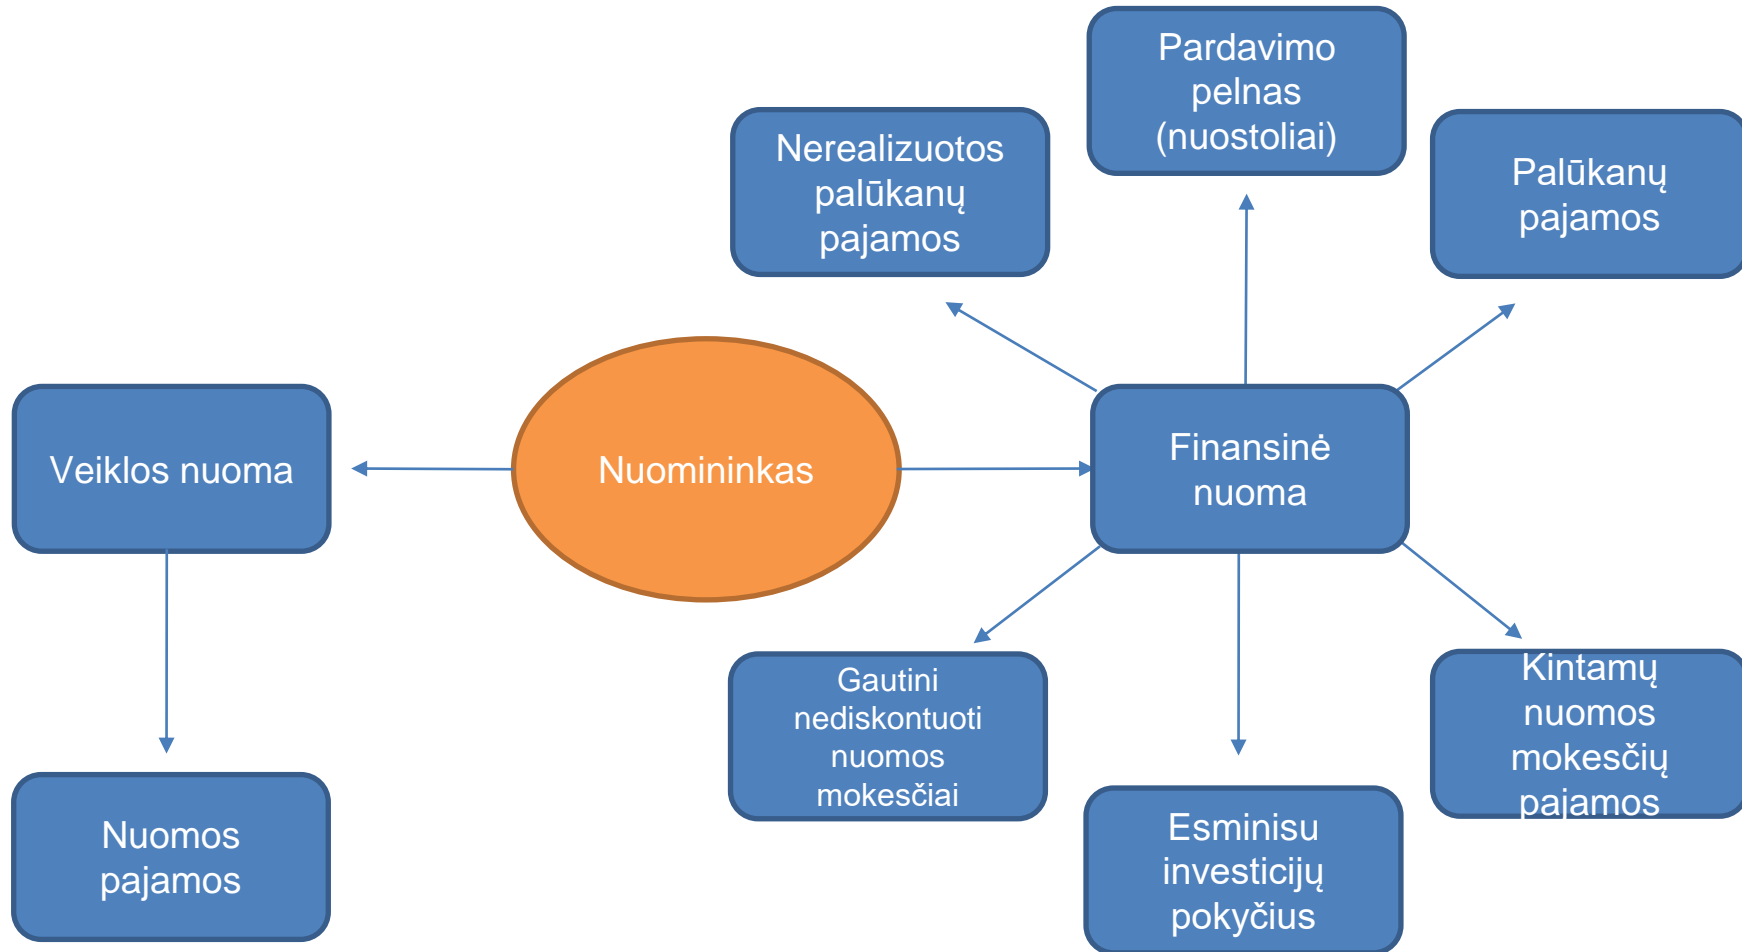 Pardavimo
pelnas
(nuostoliai)
Nerealizuotos
palūkanų
pajamos
Palūkanų
pajamos
Veiklos nuoma
Nuomininkas
Finansinė
nuoma
Gautini
nediskontuoti
nuomos
mokesčiai
Kintamų
nuomos
mokesčių
pajamos
Nuomos
pajamos
Esminisu
investicijų
pokyčius